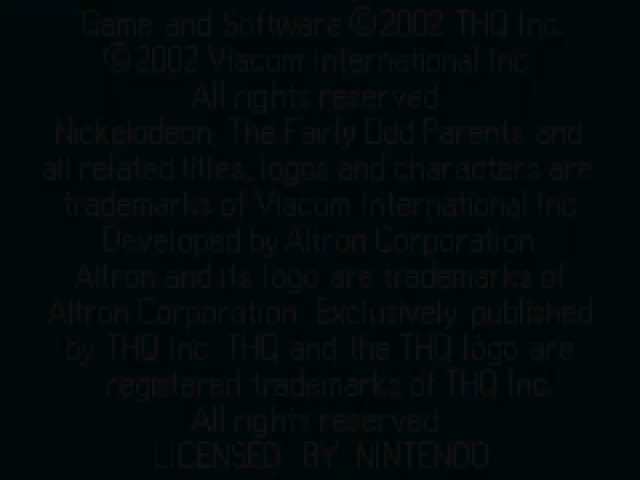 Game and Software ©2002 THQ Inc.
©2002 Viacom International Inc.
All rights reserved.
Nickelodeon, The Fairly Odd Parents and
all related titles, logos and characters are
trademarks of Viacom International Inc.
Developed by Altron Corporation.
Altron and its logo are trademarks of
Altron Corporation. Exclusively published
by THQ Inc. THQ and the THQ logo are
registered trademarks of THQ Inc.
All rights reserved.
LICENSED BY NINTENDO